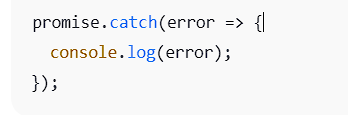 promise.catch(error => {
  console.log(error);
});